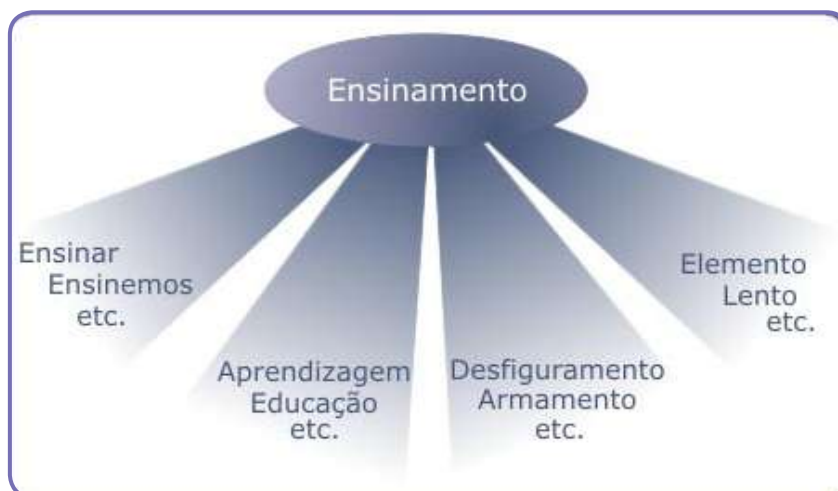 Ensinamento
Ensinar
Ensinemos
etc.
Aprendizagem
Educação
etc.
Desfiguramento
Armamento
etc.
Elemento
Lento
etc.